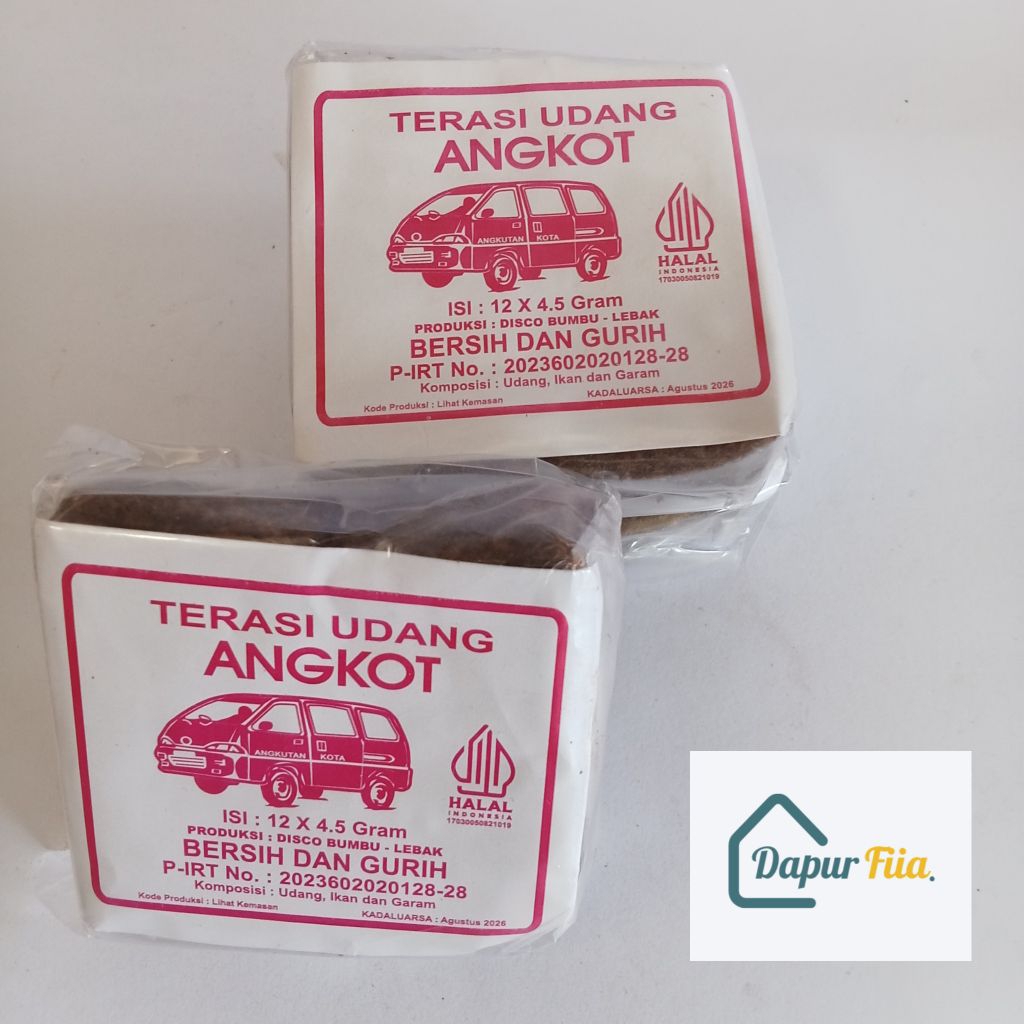 TERASI UDANG
ANGKOT
ANGKUTAN KOTA
HALAL
INDONESIA
17030050821019
ISI : 12 X 4.5 Gram
PRODUKSI : DISCO BUMBU - LEBAK
BERSIH DAN GURIH
P-IRT No. : 2023602020128-28
Komposisi : Udang, Ikan dan Garam
Kode Produksi : Lihat Kemasan
KADALUARSA : Agustus 2026
TERASI UDANG
ANGKOT
ANGKUTAN KOTA
HALAL
INDONESIA
17030050821019
ISI : 12 X 4.5 Gram
PRODUKSI : DISCO BUMBU - LEBAK
BERSIH DAN GURIH
P-IRT No. : 2023602020128-28
Komposisi : Udang, Ikan dan Garam
Kode Produksi : Lihat Kemasan
KADALUARSA : Agustus 2026
Dapur Fiia.